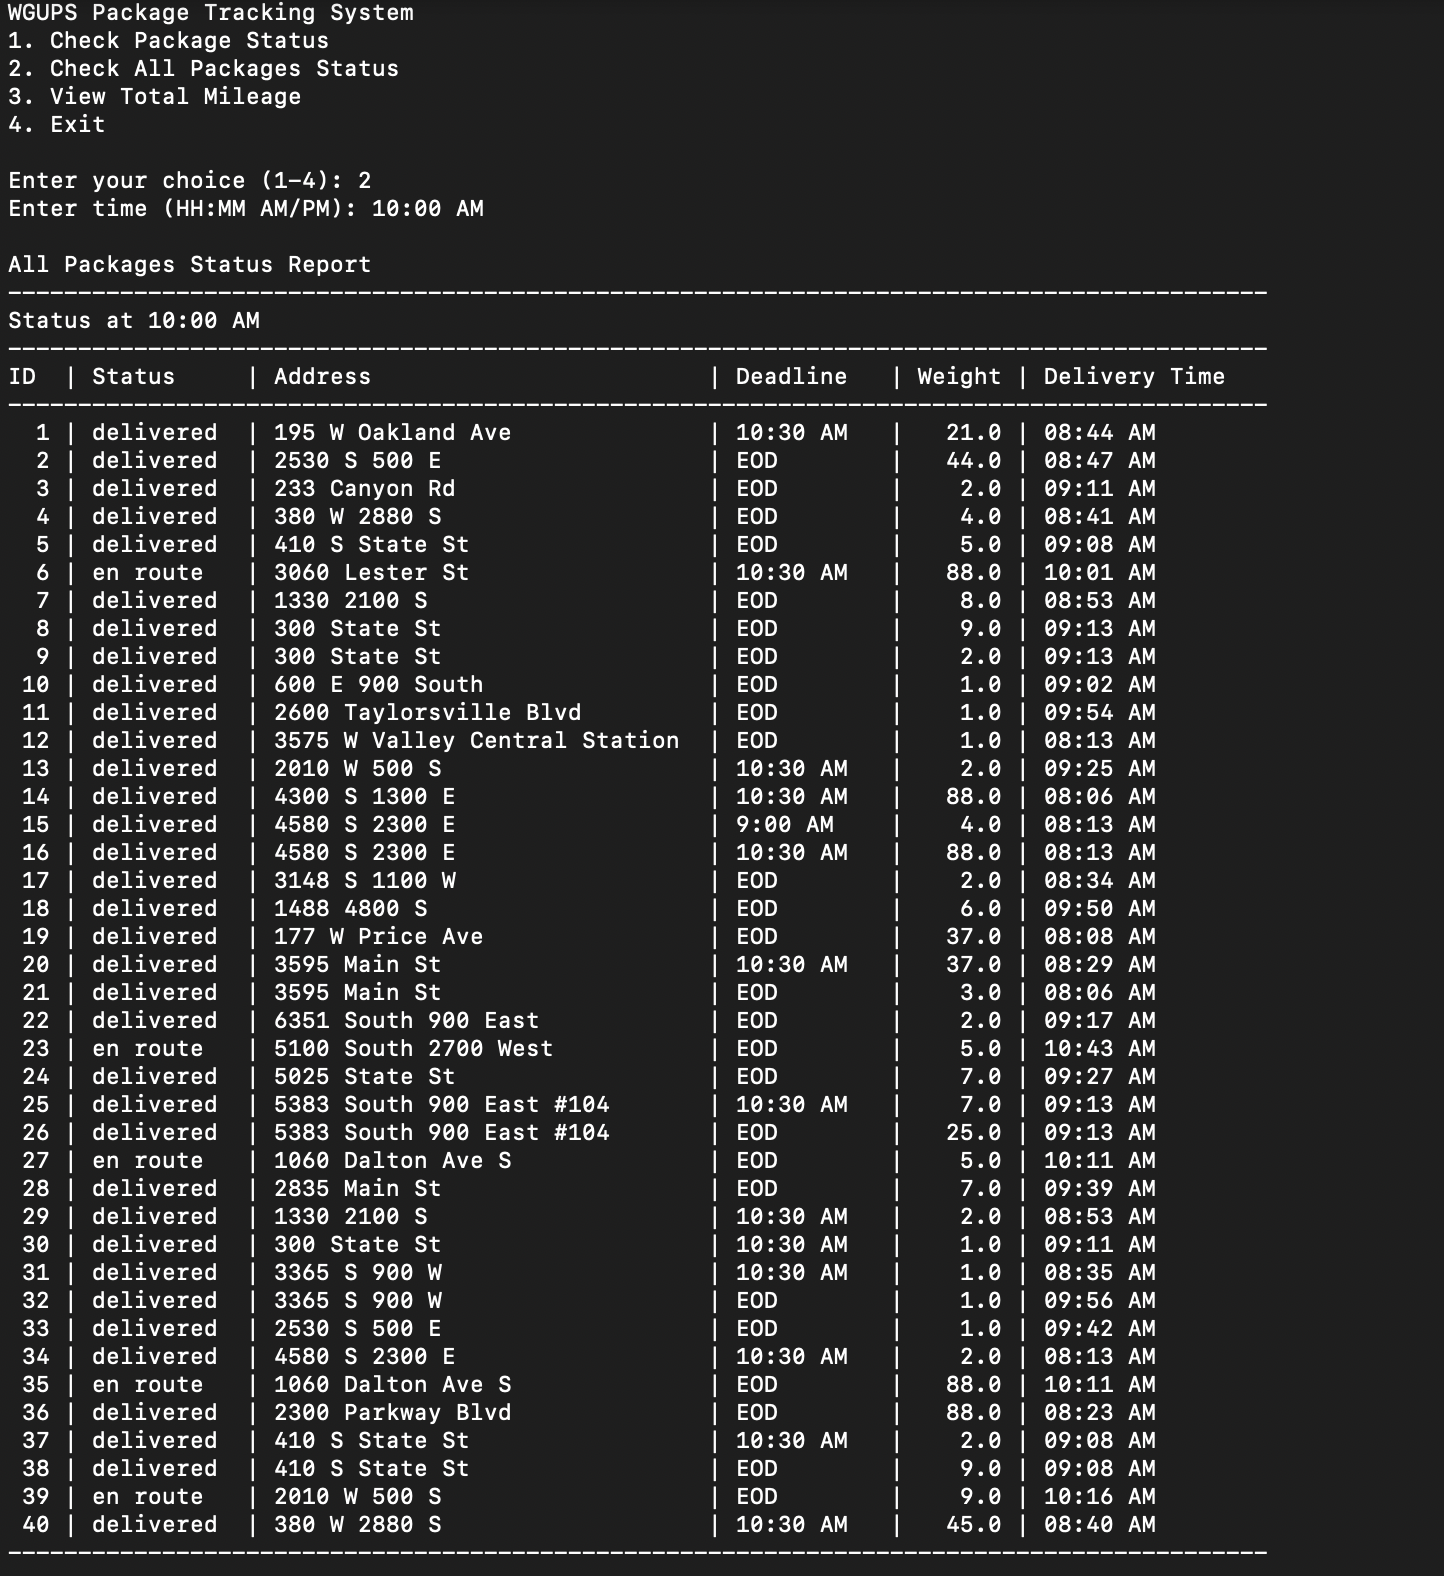 WGUPS Package Tracking System
1. Check Package Status
2. Check All Packages Status
3. View Total Mileage
4. Exit
Enter your choice (1-4): 2
Enter time (HH:MM AM/PM): 10:00 AM
All Packages Status Report
------------------------------------------------------------------------------------------
Status at 10:00 AM
------------------------------------------------------------------------------------------
ID  | Status     | Address                        | Deadline   | Weight | Delivery Time
------------------------------------------------------------------------------------------
  1 | delivered  | 195 W Oakland Ave              | 10:30 AM   |   21.0 | 08:44 AM
  2 | delivered  | 2530 S 500 E                   | EOD        |   44.0 | 08:47 AM
  3 | delivered  | 233 Canyon Rd                  | EOD        |    2.0 | 09:11 AM
  4 | delivered  | 380 W 2880 S                   | EOD        |    4.0 | 08:41 AM
  5 | delivered  | 410 S State St                 | EOD        |    5.0 | 09:08 AM
  6 | en route   | 3060 Lester St                 | 10:30 AM   |   88.0 | 10:01 AM
  7 | delivered  | 1330 2100 S                    | EOD        |    8.0 | 08:53 AM
  8 | delivered  | 300 State St                   | EOD        |    9.0 | 09:13 AM
  9 | delivered  | 300 State St                   | EOD        |    2.0 | 09:13 AM
 10 | delivered  | 600 E 900 South                | EOD        |    1.0 | 09:02 AM
 11 | delivered  | 2600 Taylorsville Blvd         | EOD        |    1.0 | 09:54 AM
 12 | delivered  | 3575 W Valley Central Station  | EOD        |    1.0 | 08:13 AM
 13 | delivered  | 2010 W 500 S                   | 10:30 AM   |    2.0 | 09:25 AM
 14 | delivered  | 4300 S 1300 E                  | 10:30 AM   |   88.0 | 08:06 AM
 15 | delivered  | 4580 S 2300 E                  | 9:00 AM    |    4.0 | 08:13 AM
 16 | delivered  | 4580 S 2300 E                  | 10:30 AM   |   88.0 | 08:13 AM
 17 | delivered  | 3148 S 1100 W                  | EOD        |    2.0 | 08:34 AM
 18 | delivered  | 1488 4800 S                    | EOD        |    6.0 | 09:50 AM
 19 | delivered  | 177 W Price Ave                | EOD        |   37.0 | 08:08 AM
 20 | delivered  | 3595 Main St                   | 10:30 AM   |   37.0 | 08:29 AM
 21 | delivered  | 3595 Main St                   | EOD        |    3.0 | 08:06 AM
 22 | delivered  | 6351 South 900 East            | EOD        |    2.0 | 09:17 AM
 23 | en route   | 5100 South 2700 West           | EOD        |    5.0 | 10:43 AM
 24 | delivered  | 5025 State St                  | EOD        |    7.0 | 09:27 AM
 25 | delivered  | 5383 South 900 East #104       | 10:30 AM   |    7.0 | 09:13 AM
 26 | delivered  | 5383 South 900 East #104       | EOD        |   25.0 | 09:13 AM
 27 | en route   | 1060 Dalton Ave S              | EOD        |    5.0 | 10:11 AM
 28 | delivered  | 2835 Main St                   | EOD        |    7.0 | 09:39 AM
 29 | delivered  | 1330 2100 S                    | 10:30 AM   |    2.0 | 08:53 AM
 30 | delivered  | 300 State St                   | 10:30 AM   |    1.0 | 09:11 AM
 31 | delivered  | 3365 S 900 W                   | 10:30 AM   |    1.0 | 08:35 AM
 32 | delivered  | 3365 S 900 W                   | EOD        |    1.0 | 09:56 AM
 33 | delivered  | 2530 S 500 E                   | EOD        |    1.0 | 09:42 AM
 34 | delivered  | 4580 S 2300 E                  | 10:30 AM   |    2.0 | 08:13 AM
 35 | en route   | 1060 Dalton Ave S              | EOD        |   88.0 | 10:11 AM
 36 | delivered  | 2300 Parkway Blvd              | EOD        |   88.0 | 08:23 AM
 37 | delivered  | 410 S State St                 | 10:30 AM   |    2.0 | 09:08 AM
 38 | delivered  | 410 S State St                 | EOD        |    9.0 | 09:08 AM
 39 | en route   | 2010 W 500 S                   | EOD        |    9.0 | 10:16 AM
 40 | delivered  | 380 W 2880 S                   | 10:30 AM   |   45.0 | 08:40 AM
------------------------------------------------------------------------------------------